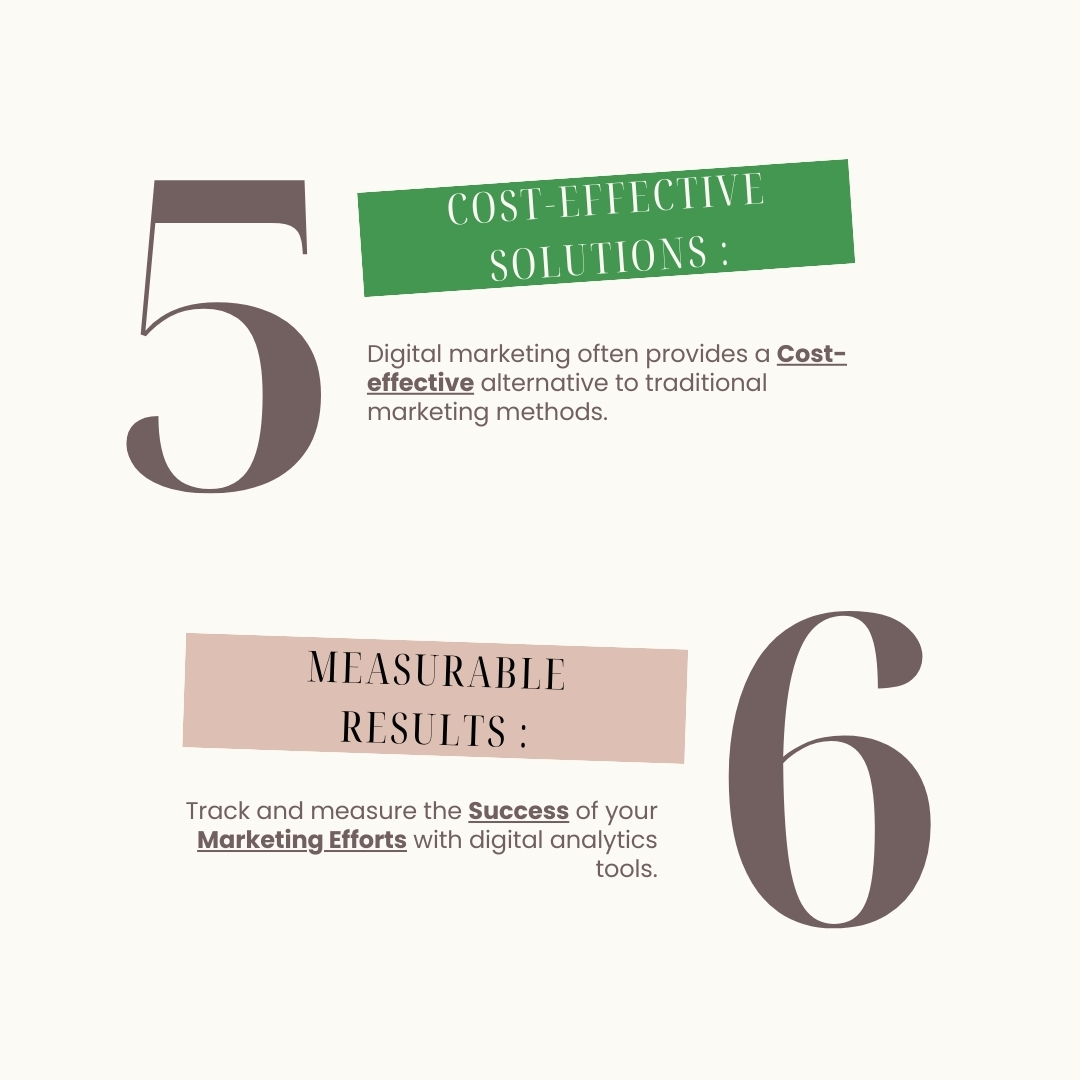 5
COST-EFFECTIVE
SOLUTIONS :
Digital marketing often provides a Cost-
effective alternative to traditional
marketing methods.
MEASURABLE
RESULTS :
6
Track and measure the Success of your
Marketing Efforts with digital analytics
tools.